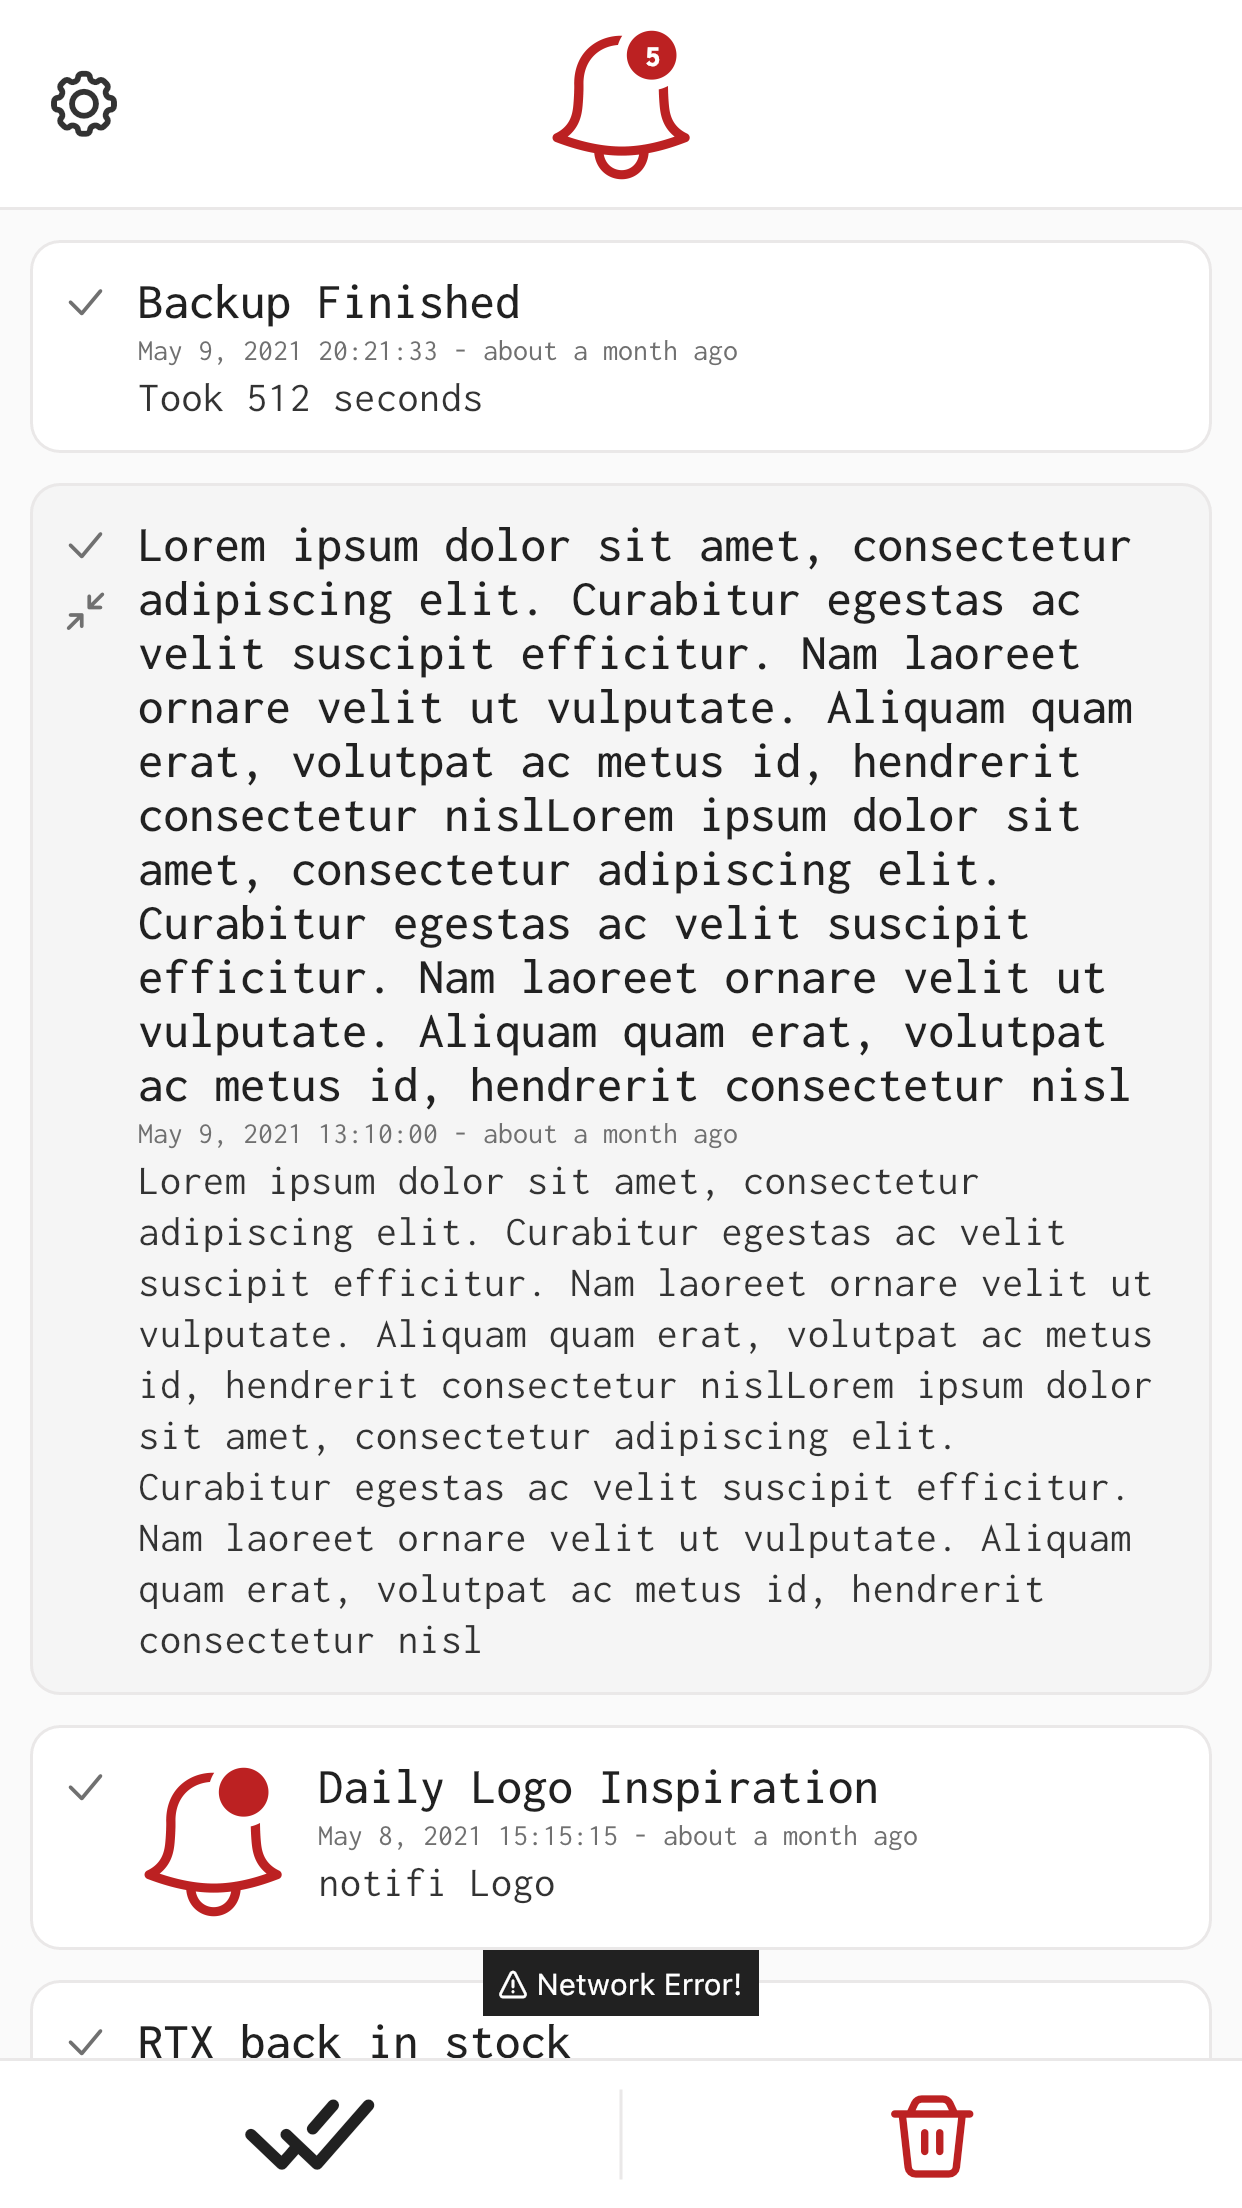 5
Backup Finished
May 9, 2021 20:21:33 - about a month ago
Took 512 seconds
Lorem ipsum dolor sit amet, consectetur
adipiscing elit. Curabitur egestas ac
velit suscipit efficitur. Nam laoreet
ornare velit ut vulputate. Aliquam quam
erat, volutpat ac metus id, hendrerit
consectetur nislLorem ipsum dolor sit
amet, consectetur adipiscing elit.
Curabitur egestas ac velit suscipit
efficitur. Nam laoreet ornare velit ut
vulputate. Aliquam quam erat, volutpat
ac metus id, hendrerit consectetur nisl
May 9, 2021 13:10:00 - about a month ago
Lorem ipsum dolor sit amet, consectetur
adipiscing elit. Curabitur egestas ac velit
suscipit efficitur. Nam laoreet ornare velit ut
vulputate. Aliquam quam erat, volutpat ac metus
id, hendrerit consectetur nislLorem ipsum dolor
sit amet, consectetur adipiscing elit.
Curabitur egestas ac velit suscipit efficitur.
Nam laoreet ornare velit ut vulputate. Aliquam
quam erat, volutpat ac metus id, hendrerit
consectetur nisl
Daily Logo Inspiration
May 8, 2021 15:15:15 - about a month ago
notifi Logo
Network Error!
RTX back in stock